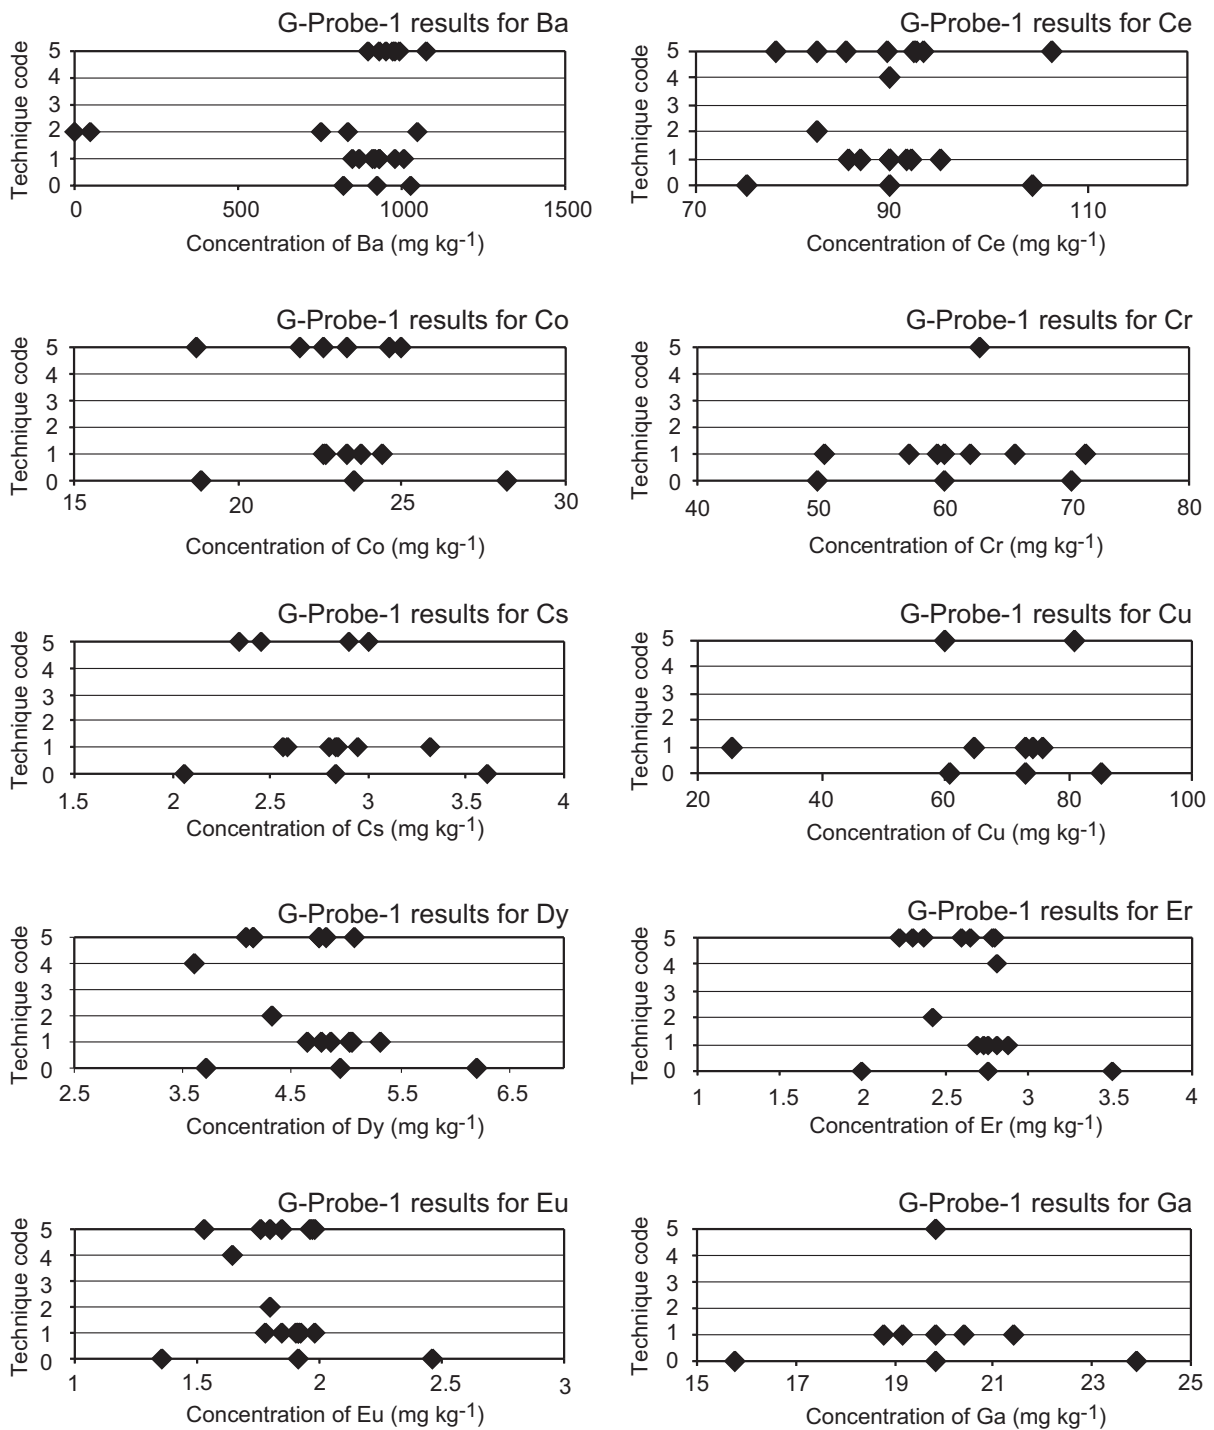 G-Probe-1 results for Ba
Technique code
5
4
3
2
1
0
0 500 1000 1500
Concentration of Ba (mg kg-1)
G-Probe-1 results for Ce
Technique code
5
4
3
2
1
0
70 90 110
Concentration of Ce (mg kg-1)
G-Probe-1 results for Co
Technique code
5
4
3
2
1
0
15 20 25 30
Concentration of Co (mg kg-1)
G-Probe-1 results for Cr
Technique code
5
4
3
2
1
0
40 50 60 70 80
Concentration of Cr (mg kg-1)
G-Probe-1 results for Cs
Technique code
5
4
3
2
1
0
1.5 2 2.5 3 3.5 4
Concentration of Cs (mg kg-1)
G-Probe-1 results for Cu
Technique code
5
4
3
2
1
0
20 40 60 80 100
Concentration of Cu (mg kg-1)
G-Probe-1 results for Dy
Technique code
5
4
3
2
1
0
2.5 3.5 4.5 5.5 6.5
Concentration of Dy (mg kg-1)
G-Probe-1 results for Er
Technique code
5
4
3
2
1
0
1 1.5 2 2.5 3 3.5 4
Concentration of Er (mg kg-1)
G-Probe-1 results for Eu
Technique code
5
4
3
2
1
0
1 1.5 2 2.5 3
Concentration of Eu (mg kg-1)
G-Probe-1 results for Ga
Technique code
5
4
3
2
1
0
15 17 19 21 23 25
Concentration of Ga (mg kg-1)